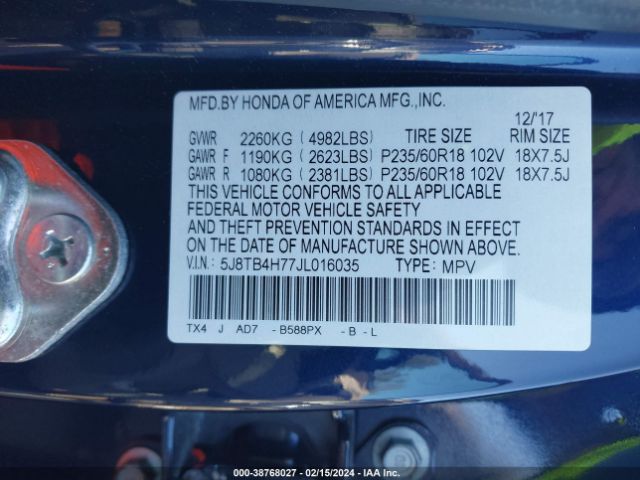 MFD.BY HONDA OF AMERICA MFG.,INC.
12/'17
GVWR 2260KG ( 4982LBS) TIRE SIZE RIM SIZE
GAWR F 1190KG ( 2623LBS) P235/60R18 102V 18X7.5J
GAWR R 1080KG ( 2381LBS) P235/60R18 102V 18X7.5J
THIS VEHICLE CONFORMS TO ALL APPLICABLE
FEDERAL MOTOR VEHICLE SAFETY
AND THEFT PREVENTION STANDARDS IN EFFECT
ON THE DATE OF MANUFACTURE SHOWN ABOVE.
V.I.N.: 5J8TB4H77JL016035 TYPE: MPV
TX4 J AD7 - B588PX - B - L
000-38768027 - 02/15/2024 - IAA Inc.